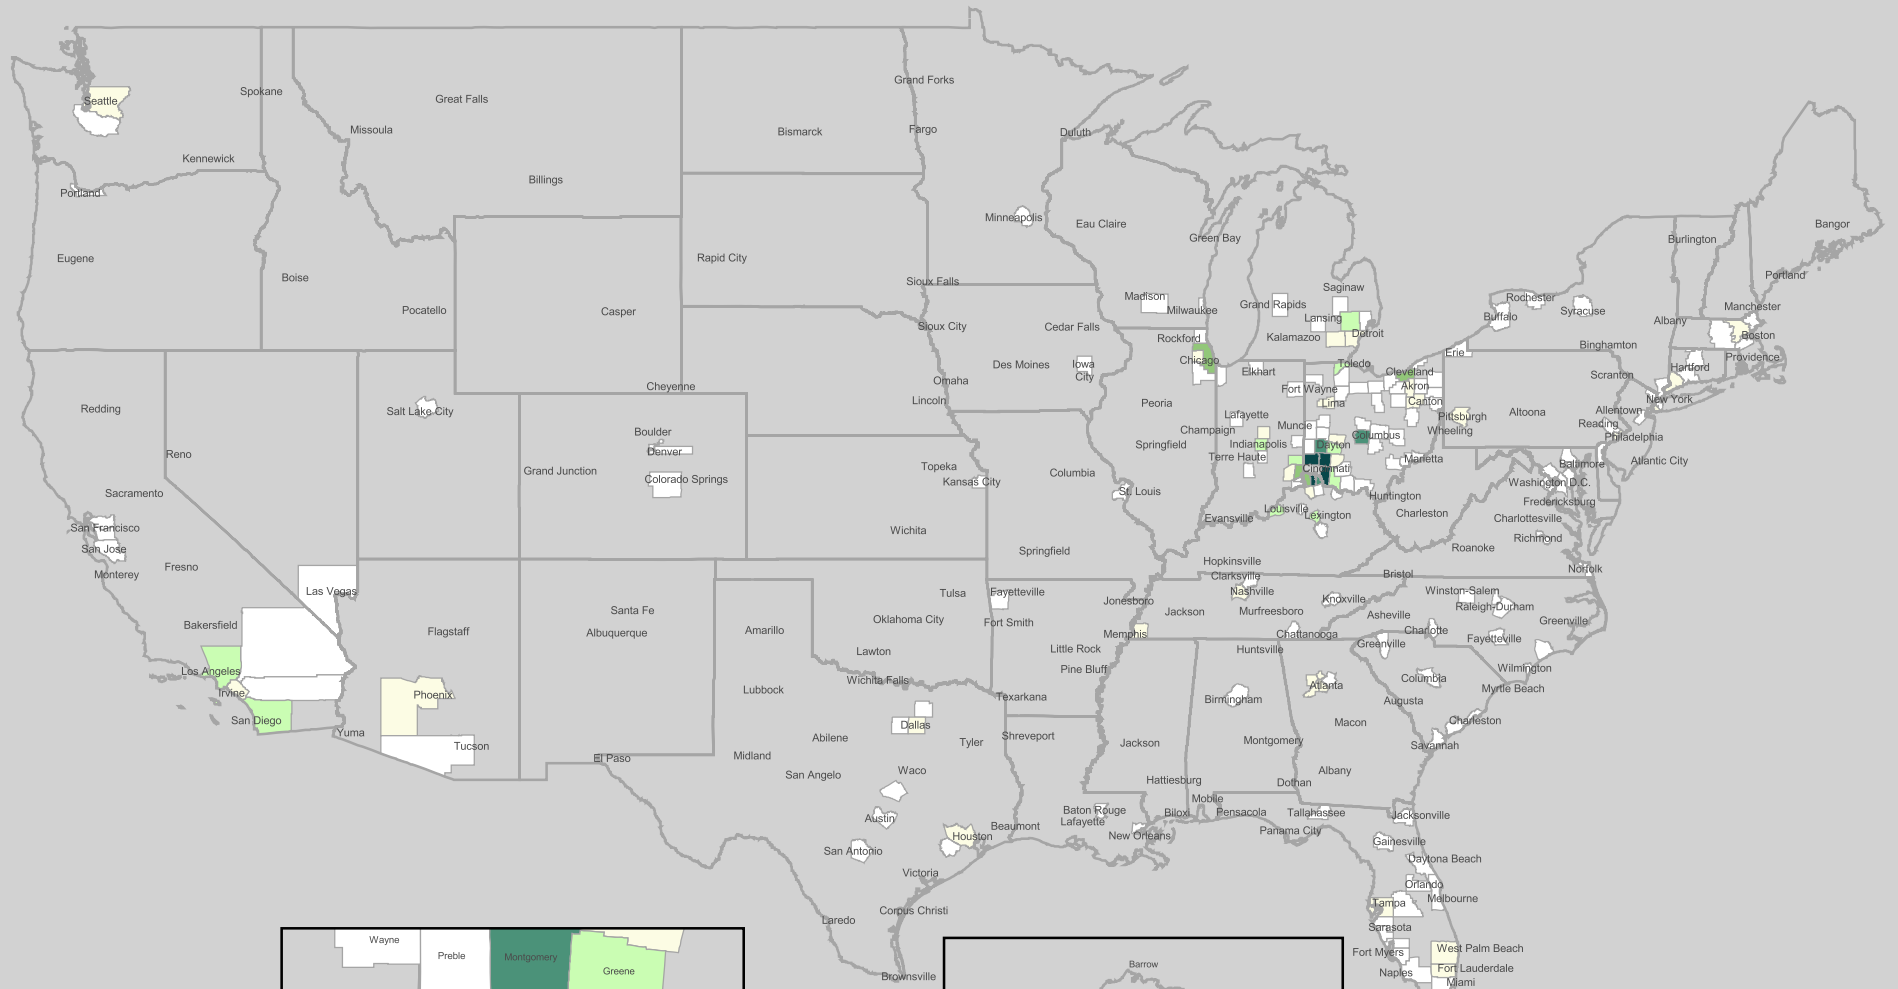 Grand Forks
Seattle
Spokane
Great Falls
Missoula
Bismarck
Fargo
Duluth
Kennewick
Billings
Portland
Minneapolis
Eau Claire
Green Bay
Bangor
Burlington
Eugene
Rapid City
Boise
Sioux Falls
Portland
Saginaw
Pocatello
Casper
Madison
Milwaukee
Grand Rapids
Lansing
Rochester
Buffalo
Syracuse
Manchester
Sioux City
Cedar Falls
Rockford
Kalamazoo
Detroit
Albany
Boston
Binghamton
Erie
Providence
Des Moines
Iowa
City
Chicago
Elkhart
Toledo
Cleveland
Hartford
Scranton
Cheyenne
Omaha
Fort Wayne
Akron
Lincoln
Lima
Canton
New York
Redding
Salt Lake City
Peoria
Lafayette
Pittsburgh
Altoona
Allentown
Reading
Boulder
Denver
Champaign
Muncie
Columbus
Wheeling
Philadelphia
Reno
Springfield
Indianapolis
Dayton
Terre Haute
Marietta
Baltimore
Atlantic City
Grand Junction
Topeka
Columbia
Cincinnati
Colorado Springs
Kansas City
Washington D.C.
Sacramento
St. Louis
Huntington
Fredericksburg
Louisville
Lexington
Evansville
Charleston
Charlottesville
San Francisco
Wichita
Richmond
San Jose
Springfield
Roanoke
Monterey
Fresno
Hopkinsville
Clarksville
Bristol
Norfolk
Las Vegas
Tulsa
Fayetteville
Nashville
Jonesboro
Knoxville
Winston-Salem
Raleigh-Durham
Santa Fe
Jackson
Murfreesboro
Asheville
Bakersfield
Flagstaff
Albuquerque
Amarillo
Oklahoma City
Fort Smith
Memphis
Chattanooga
Charlotte
Greenville
Greenville
Fayetteville
Lawton
Little Rock
Huntsville
Los Angeles
Wichita Falls
Pine Bluff
Wilmington
Irvine
Phoenix
Lubbock
Texarkana
Birmingham
Atlanta
Columbia
Augusta
Myrtle Beach
San Diego
Yuma
Dallas
Macon
Charleston
Abilene
Tyler
Shreveport
Jackson
Montgomery
Savannah
Tucson
El Paso
Midland
San Angelo
Waco
Hattiesburg
Dothan
Albany
Mobile
Austin
Baton Rouge
Biloxi
Pensacola
Tallahassee
Jacksonville
Lafayette
Beaumont
New Orleans
Panama City
Houston
Gainesville
San Antonio
Daytona Beach
Victoria
Orlando
Melbourne
Corpus Christi
Tampa
Laredo
Sarasota
Wayne
Preble
Montgomery
Greene
West Palm Beach
Fort Myers
Barrow
Brownsville
Naples
Fort Lauderdale
Miami